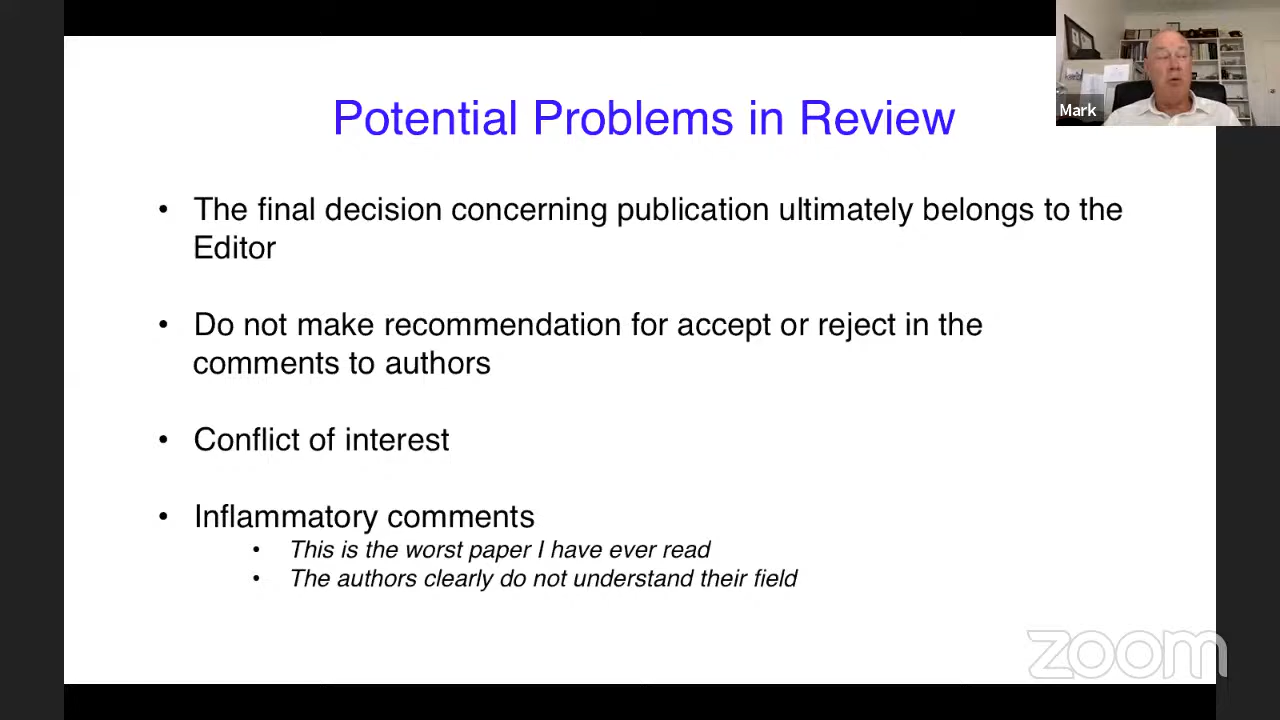 Potential Problems in Review
Mark
• The final decision concerning publication ultimately belongs to the
Editor
• Do not make recommendation for accept or reject in the
comments to authors
• Conflict of interest
• Inflammatory comments
• This is the worst paper I have ever read
• The authors clearly do not understand their field
zoom